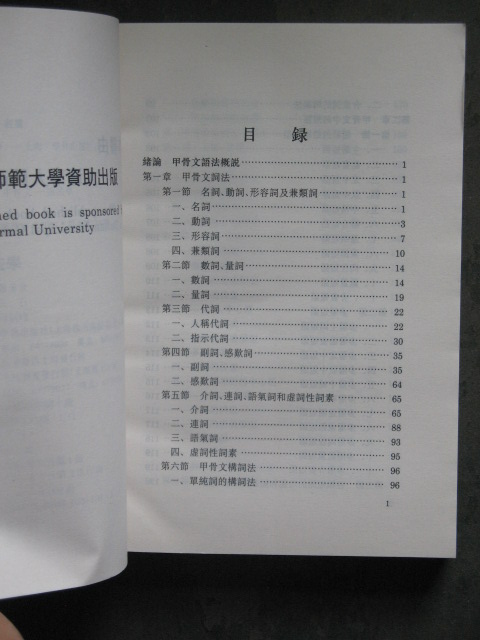 師範大學資助出版
hed book is sponsored
rmal University
目 錄
緒論 甲骨文語法概説 1
第一章 甲骨文詞法 1
第一節 名詞、動詞、形容詞及兼類詞 1
一、名詞 1
二、動詞 3
三、形容詞 7
四、兼類詞 10
第二節 數詞、量詞 14
一、數詞 14
二、量詞 19
第三節 代詞 22
一、人稱代詞 22
二、指示代詞 30
第四節 副詞、感歎詞 35
一、副詞 35
二、感歎詞 64
第五節 介詞、連詞、語氣詞和虛詞性詞素 65
一、介詞 65
二、連詞 88
三、語氣詞 93
四、虛詞性詞素 95
第六節 甲骨文構詞法 96
一、單純詞的構詞法 96
1